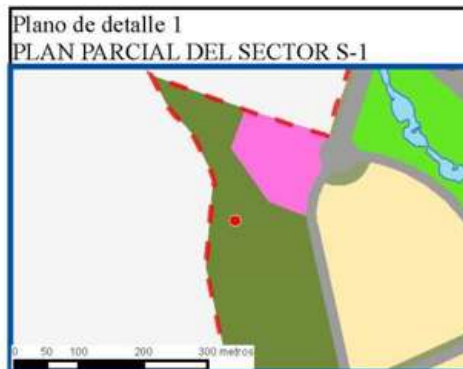 Plano de detalle 1
PLAN PARCIAL DEL SECTOR S-1
0 50 100 200 300 metros